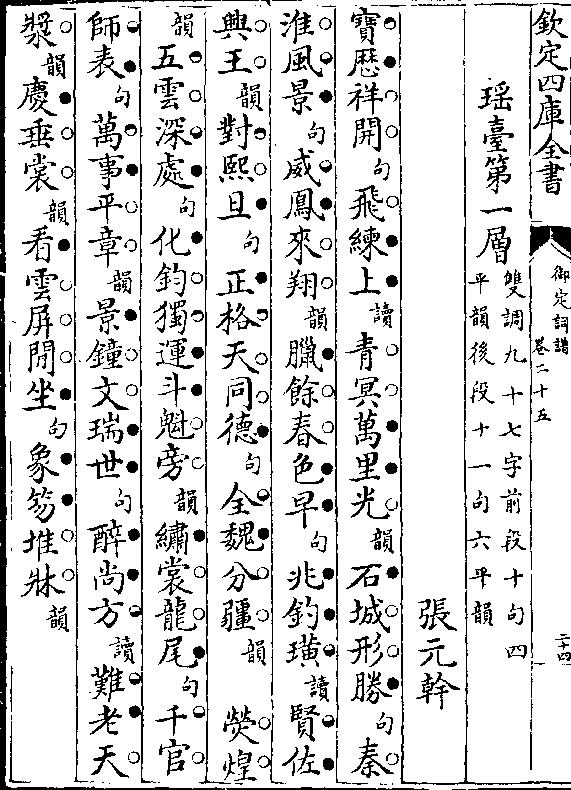 欽定四庫全書
御定詞譜
卷二十五
二十四
瑤臺第一層
雙調九十七字前段十句四
平韻後段十一句六平韻
張元幹
寶歷祥開句飛練上讀青冥萬里光韻石城形勝句秦
淮風景句威鳳來翔韻臘餘春色早句兆釣璜讀賢佐
興王韻對熙旦句正格天同德句全魏分疆韻 熒煌
韻五雲深處句化鈞獨運斗魁旁韻繡裳龍尾句千官
師表句萬事平章韻景鐘文瑞世句醉尚方讀難老天
漿韻慶垂裳韻看雲屏閒坐句象笏堆牀韻